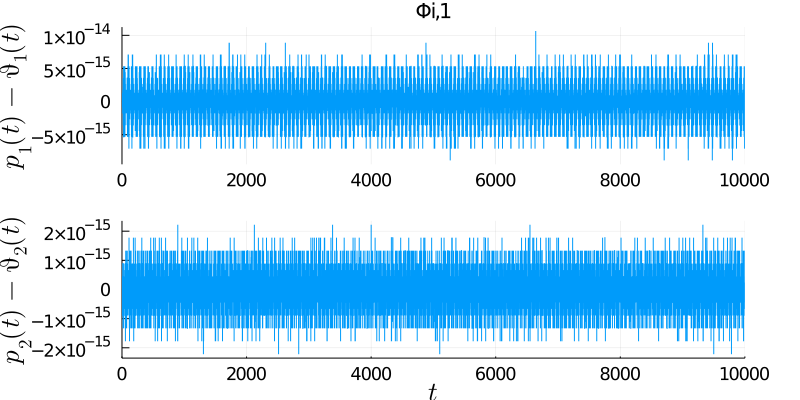 Φi,1
p₁(t) − ϑ₁(t)
1×10⁻¹⁴
5×10⁻¹⁵
0
−5×10⁻¹⁵
0 2000 4000 6000 8000 10000
p₂(t) − ϑ₂(t)
2×10⁻¹⁵
1×10⁻¹⁵
0
−1×10⁻¹⁵
−2×10⁻¹⁵
0 2000 4000 6000 8000 10000
t